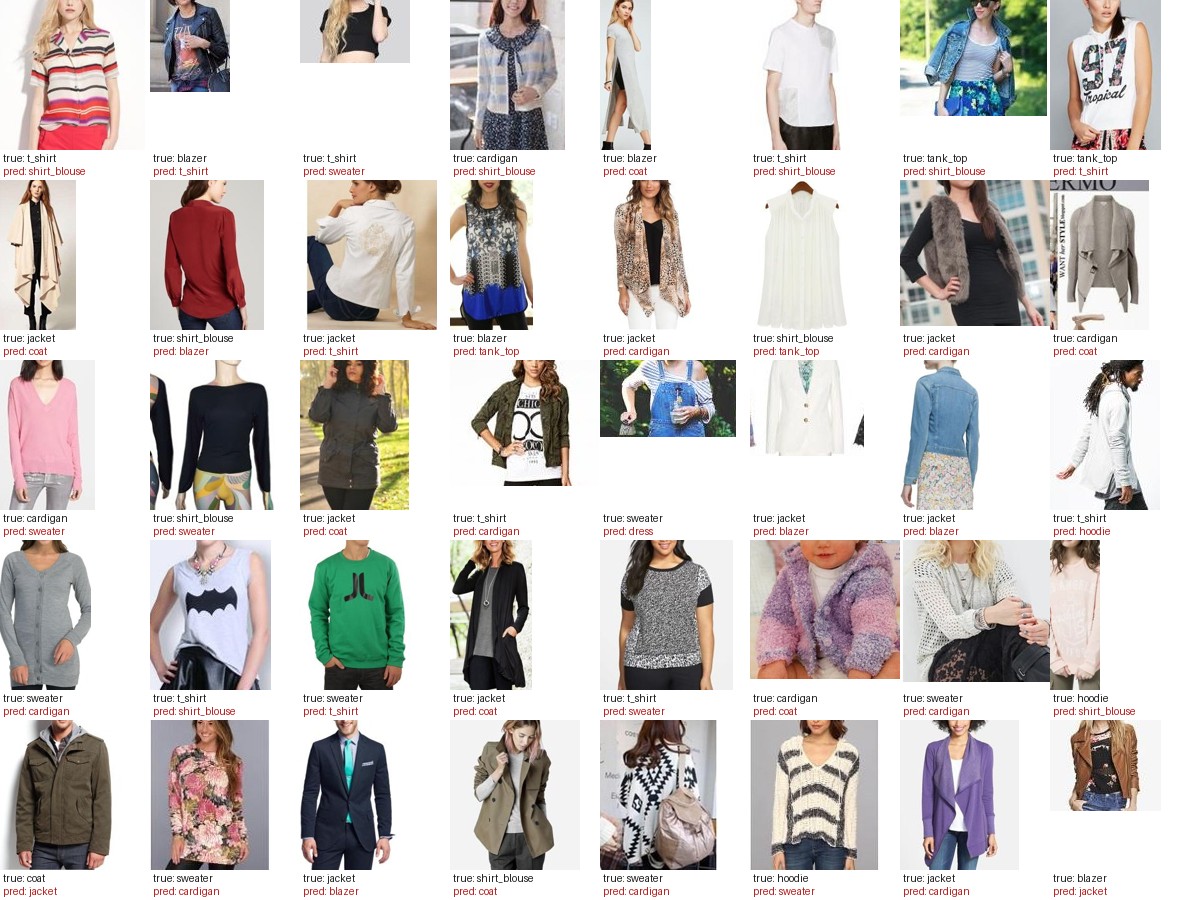 97
Tropical
true: t_shirt
pred: shirt_blouse
true: blazer
pred: t_shirt
true: t_shirt
pred: sweater
true: cardigan
pred: shirt_blouse
true: blazer
pred: coat
true: t_shirt
pred: shirt_blouse
true: tank_top
pred: shirt_blouse
true: tank_top
pred: t_shirt
ERMO
WANT her STYLE
true: jacket
pred: coat
true: shirt_blouse
pred: blazer
true: jacket
pred: t_shirt
true: blazer
pred: tank_top
true: jacket
pred: cardigan
true: shirt_blouse
pred: tank_top
true: jacket
pred: cardigan
true: cardigan
pred: coat
CHIC
true: cardigan
pred: sweater
true: shirt_blouse
pred: sweater
true: jacket
pred: coat
true: t_shirt
pred: cardigan
true: sweater
pred: dress
true: jacket
pred: blazer
true: jacket
pred: blazer
true: t_shirt
pred: hoodie
true: sweater
pred: cardigan
true: t_shirt
pred: shirt_blouse
true: sweater
pred: t_shirt
true: jacket
pred: coat
true: t_shirt
pred: sweater
true: cardigan
pred: coat
true: sweater
pred: cardigan
true: hoodie
pred: shirt_blouse
true: coat
pred: jacket
true: sweater
pred: cardigan
true: jacket
pred: blazer
true: shirt_blouse
pred: coat
true: sweater
pred: cardigan
true: hoodie
pred: sweater
true: jacket
pred: cardigan
true: blazer
pred: jacket